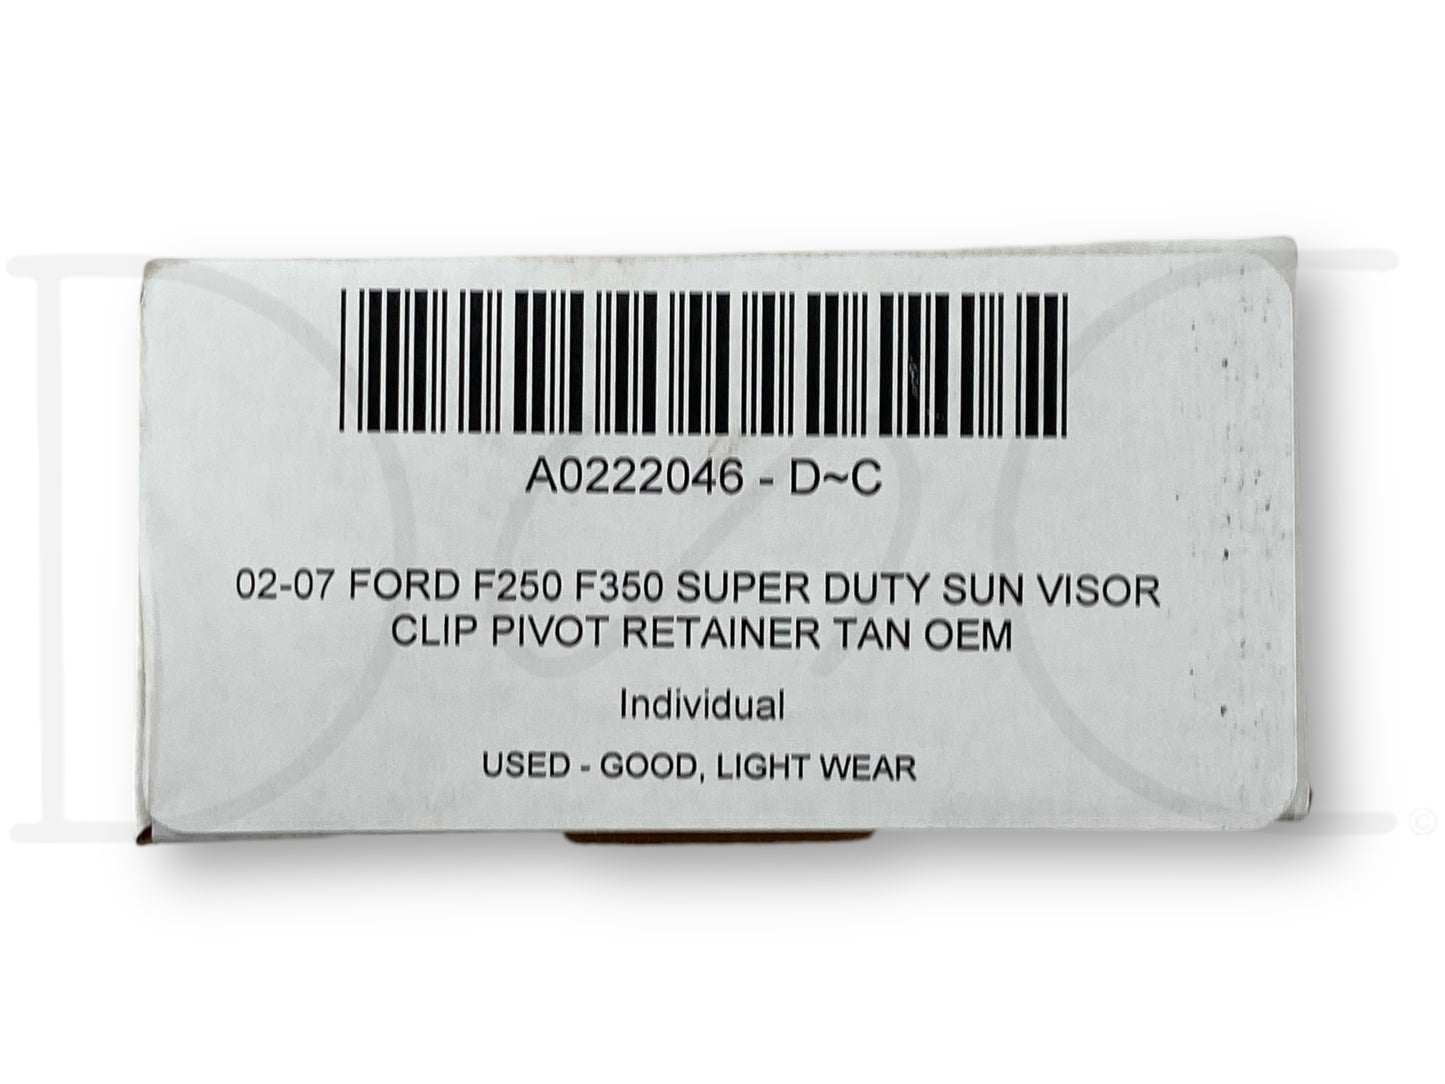 A0222046 - D~C
02-07 FORD F250 F350 SUPER DUTY SUN VISOR
CLIP PIVOT RETAINER TAN OEM
Individual
USED - GOOD, LIGHT WEAR
©